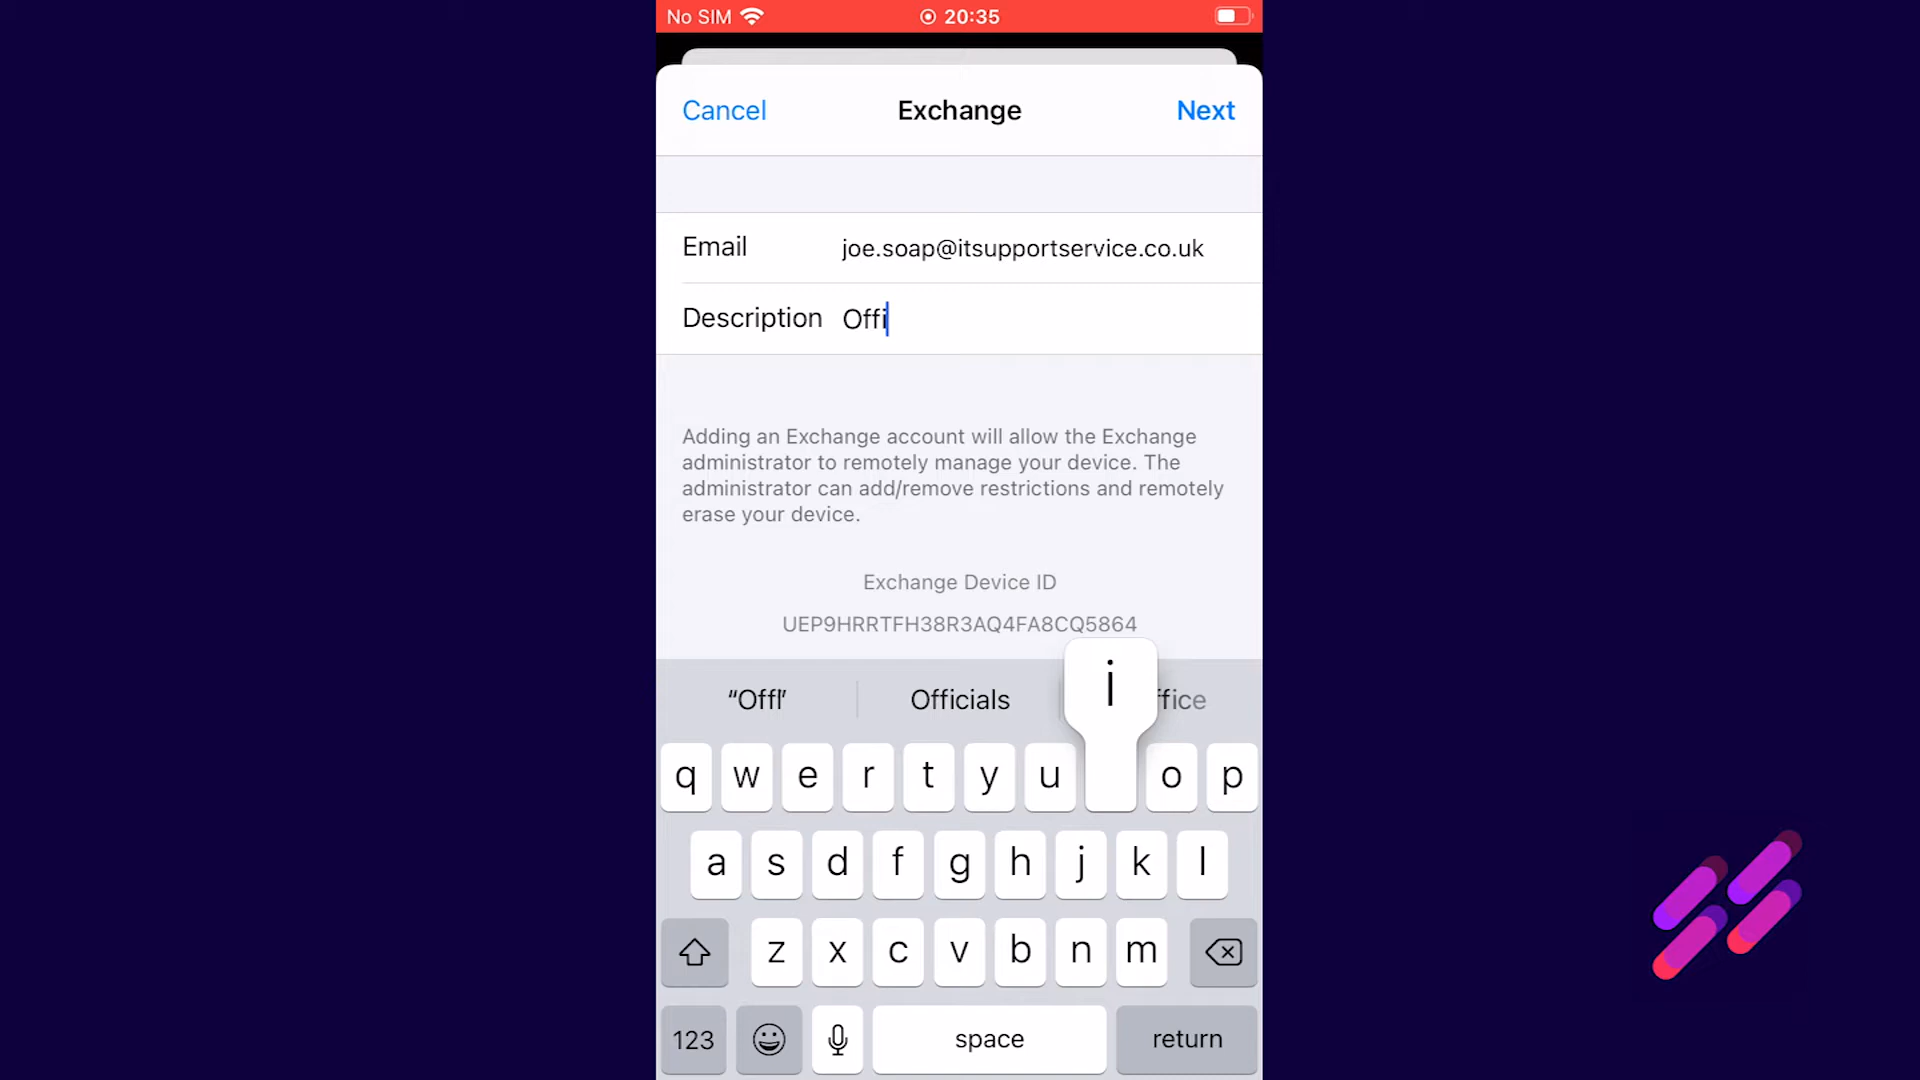 No SIM 20:35
Cancel Exchange Next
Email joe.soap@itsupportservice.co.uk
Description Offi
Adding an Exchange account will allow the Exchange
administrator to remotely manage your device. The
administrator can add/remove restrictions and remotely
erase your device.
Exchange Device ID
UEP9HRRTFH38R3AQ4FA8CQ5864
i
“Offi” Officials ffice
q w e r t y u o p
a s d f g h j k l
z x c v b n m
123 space return